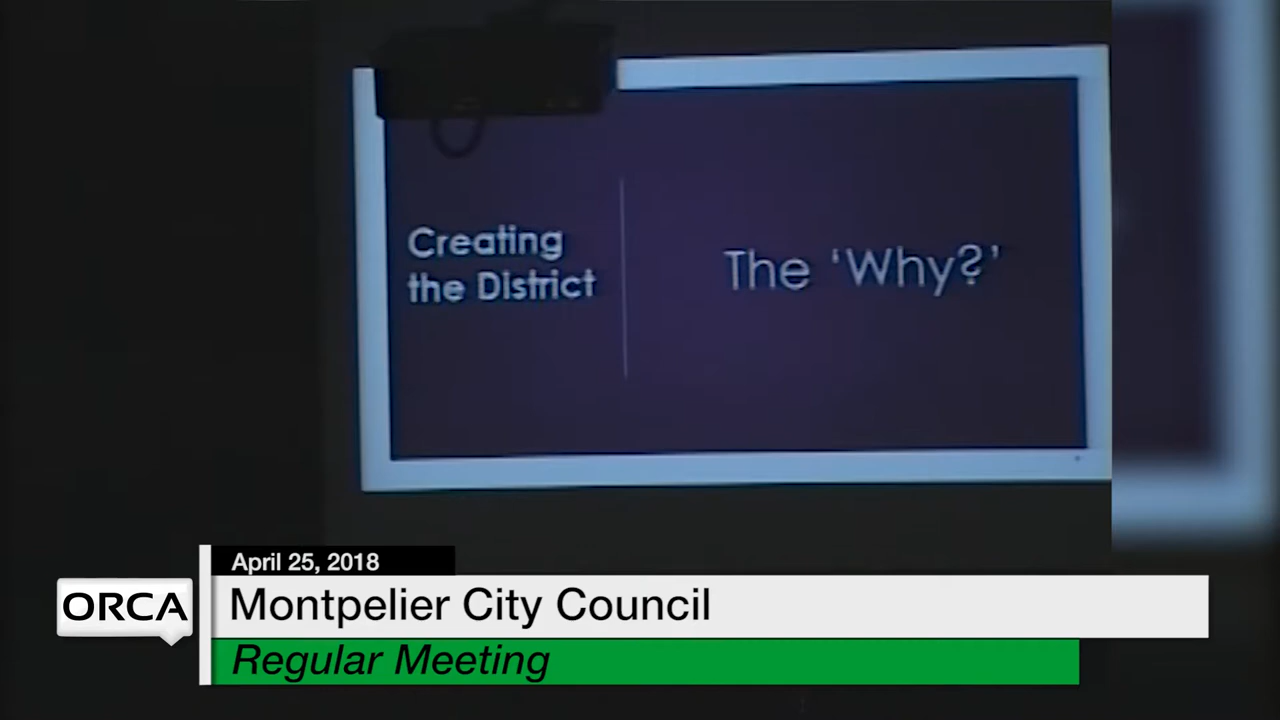 Creating
the District
The ‘Why?’
April 25, 2018
ORCA
Montpelier City Council
Regular Meeting